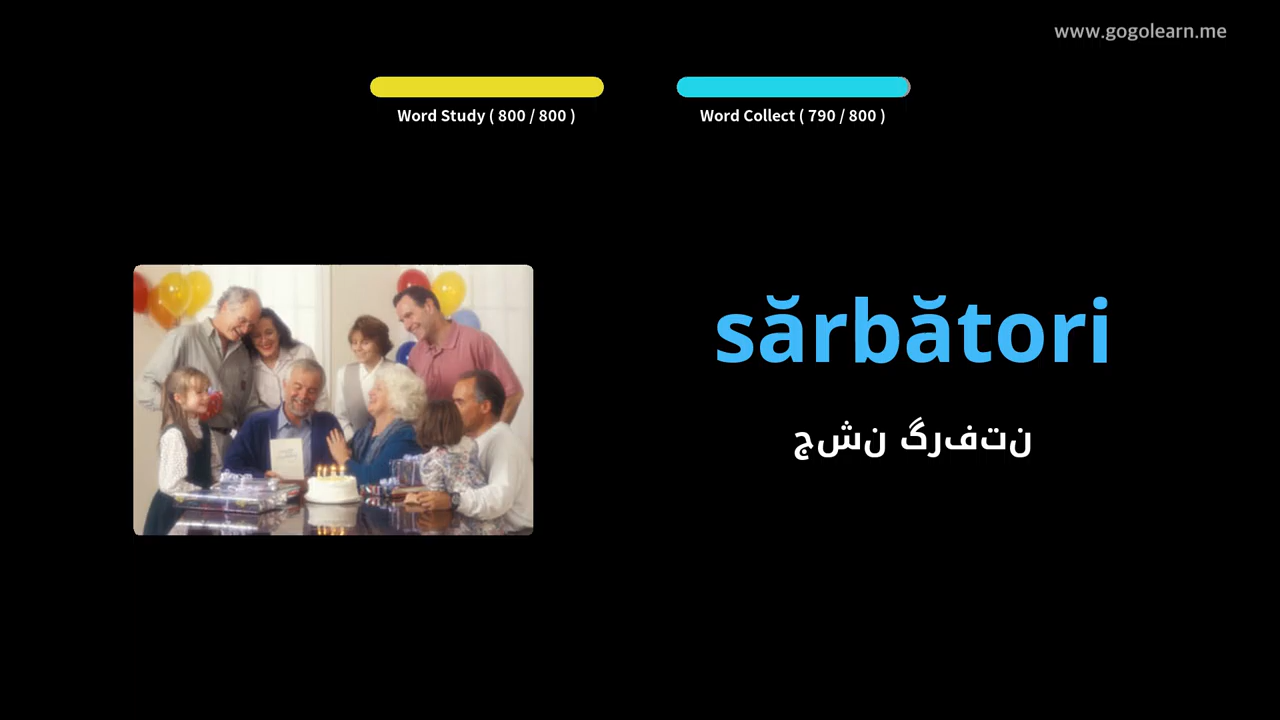 www.gogolearn.me
Word Study ( 800 / 800 )
Word Collect ( 790 / 800 )
sărbători
جشن گرفتن